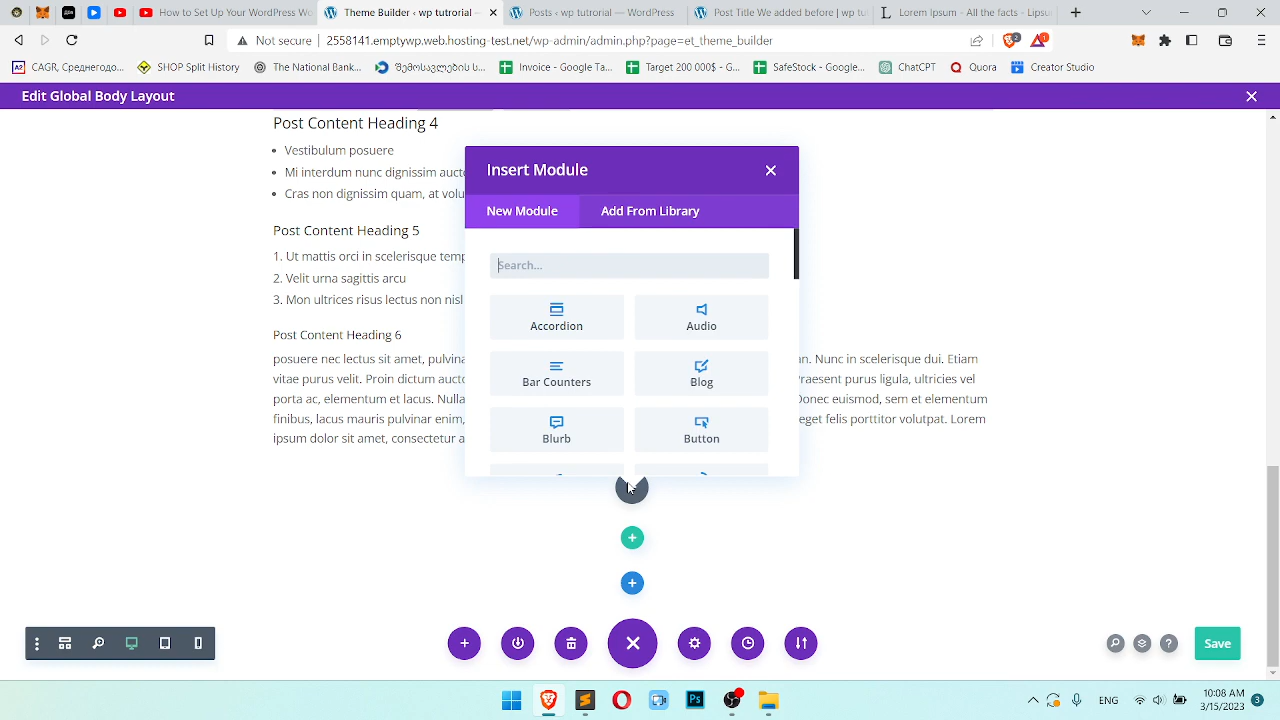 How to Set Up Your WordPress We
Theme Builder ‹ wp tutorial —
Posts ‹ wp tutorial — WordPress
Post Title We added before | wp tu
Lorem Ipsum - All the facts - Lipsu
Not secure
2558141.emptywp.web.hosting-test.net/wp-admin/admin.php?page=et_theme_builder
2
1
CAGR, Среднегодо...
SHOP Split History
The National Bank...
Invoice - Google Ta...
Target 200 000$ - G...
SafeStock - Google...
ChatCPT
Quora
Creator Studio
Edit Global Body Layout
Post Content Heading 4
Vestibulum posuere
Mi interdum nunc dignissim aucto
Cras non dignissim quam, at volu
Post Content Heading 5
1. Ut mattis orci in scelerisque temp
2. Velit urna sagittis arcu
3. Mon ultrices risus lectus non nisl
Post Content Heading 6
posuere nec lectus sit amet, pulvina
an. Nunc in scelerisque dui. Etiam
vitae purus velit. Proin dictum aucto
Praesent purus ligula, ultricies vel
porta ac, elementum et lacus. Nulla
Donec euismod, sem et elementum
finibus, lacus mauris pulvinar enim,
eget felis porttitor volutpat. Lorem
ipsum dolor sit amet, consectetur a
Insert Module
New Module
Add From Library
Search...
Accordion
Audio
Bar Counters
Blog
Blurb
Button
Save
ENG
10:08 AM
3/15/2023
3